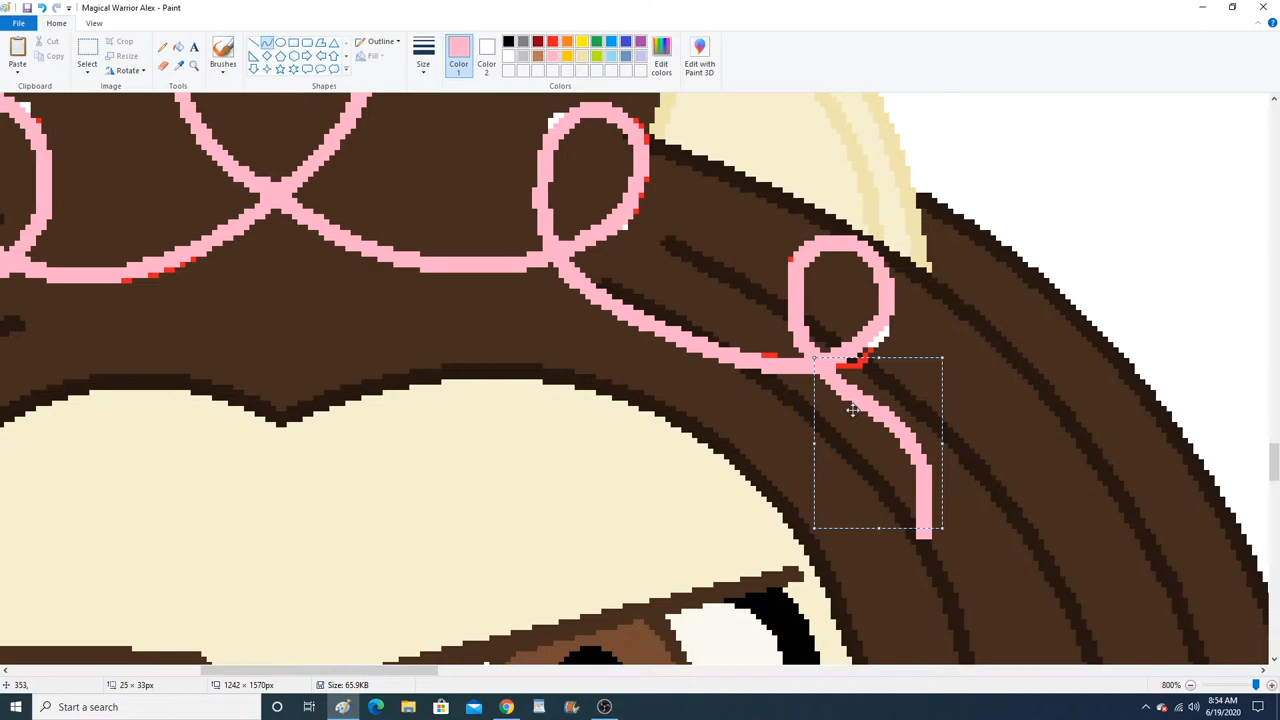 Magical Warrior Alex - Paint
File Home View
Paste
Cut
Copy
Clipboard
Select
Crop
Resize
Rotate
Image
A
Tools
Brushes
Outline
Fill
Shapes
Size
Color 1
Color 2
Edit colors
Colors
Edit with Paint 3D
353,
25 × 33px
1242 × 1570px
Size: 65.9KB
800%
Start a search
8:54 AM
6/19/2020